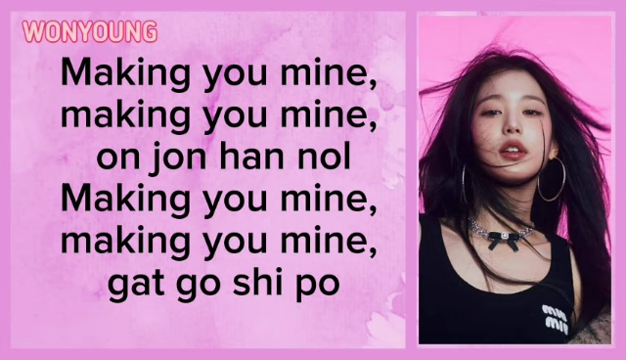 WONYOUNG
Making you mine,
making you mine,
on jon han nol
Making you mine,
making you mine,
gat go shi po